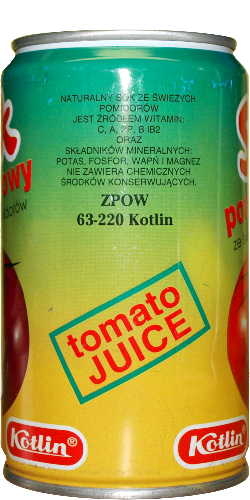 NATURALNY SOK ZE ŚWIEŻYCH
POMIDORÓW
JEST ŹRÓDŁEM WITAMIN:
C, A, PP, B IB2
ORAZ
SKŁADNIKÓW MINERALNYCH:
POTAS, FOSFOR, WAPŃ I MAGNEZ
NIE ZAWIERA CHEMICZNYCH
ŚRODKÓW KONSERWUJĄCYCH.
ZPOW
63-220 Kotlin
tomato
JUICE
Kotlin®
Kotlin